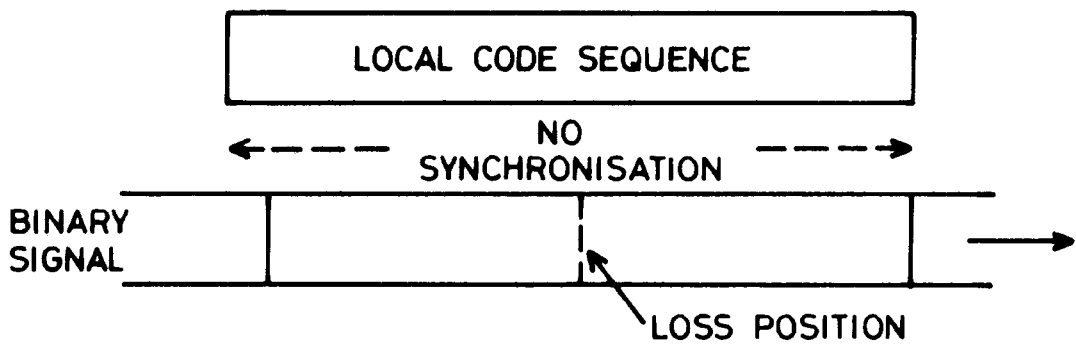 LOCAL CODE SEQUENCE
NO
SYNCHRONISATION
BINARY
SIGNAL
LOSS POSITION